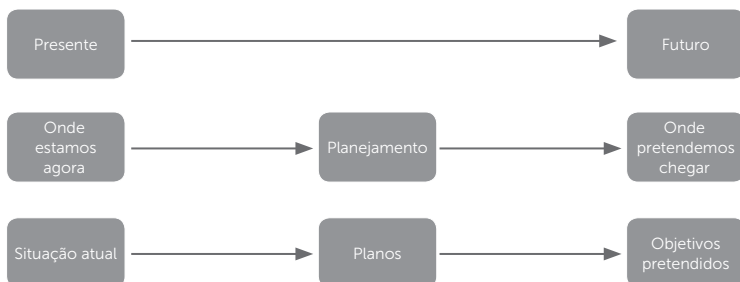 Presente
Futuro
Onde
estamos
agora
Planejamento
Onde
pretendemos
chegar
Situação atual
Planos
Objetivos
pretendidos